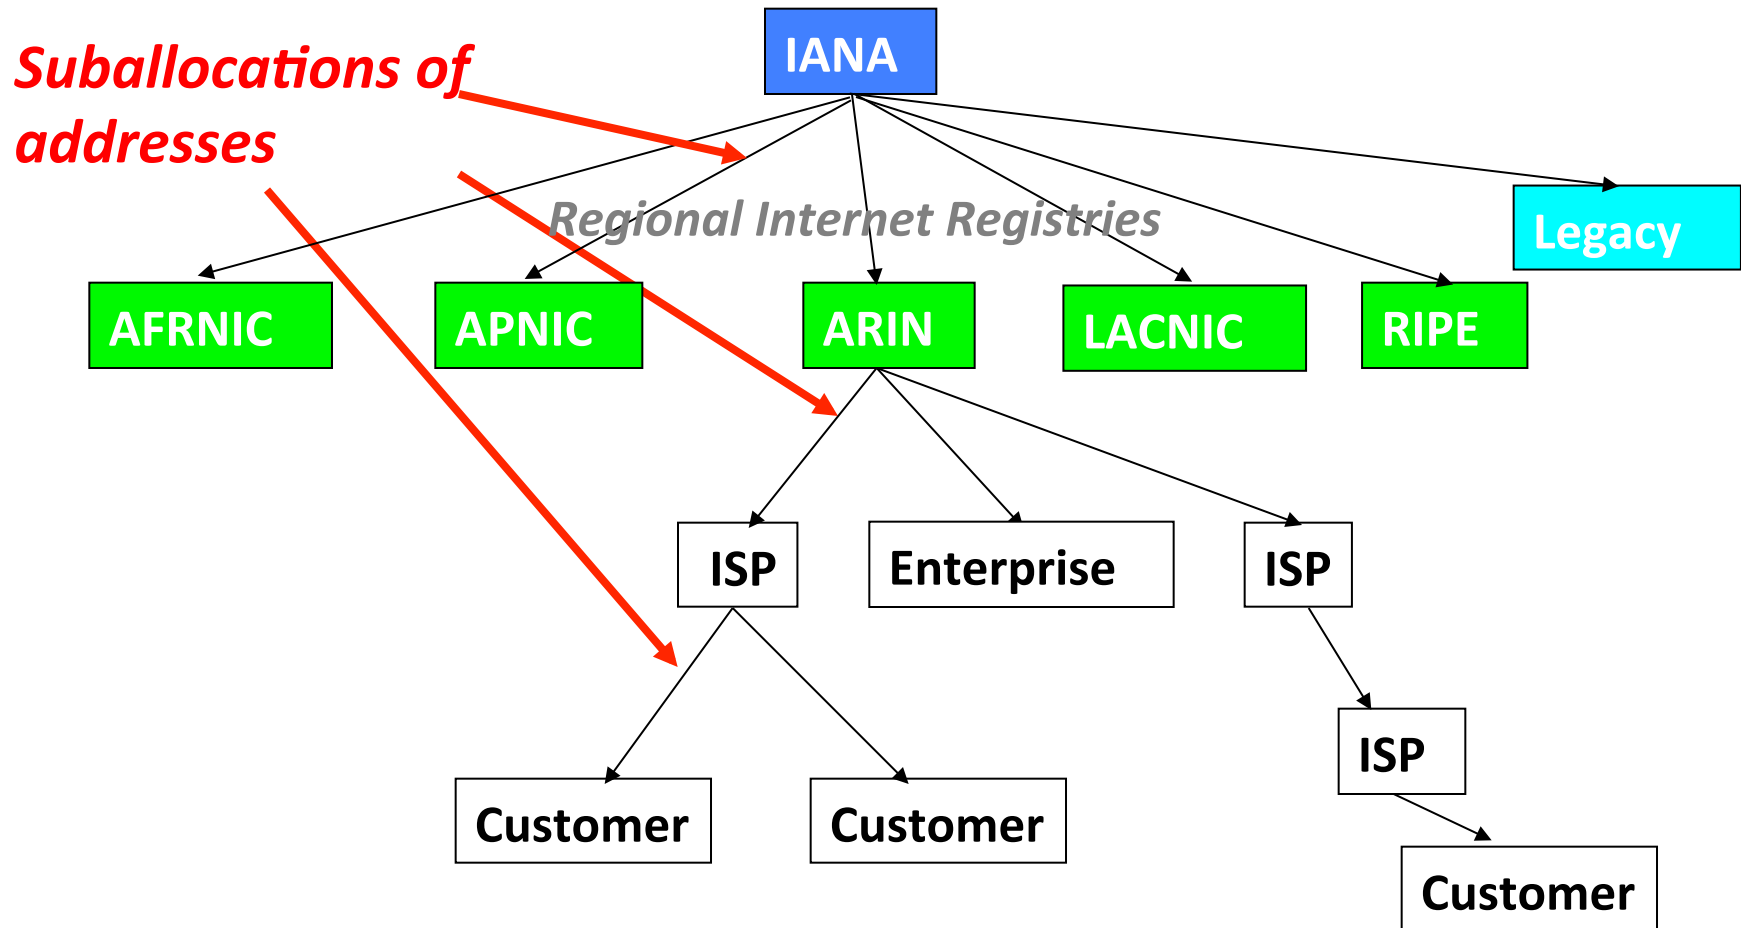 IANA
Suballocations of
addresses
Regional Internet Registries
Legacy
AFRNIC
APNIC
ARIN
LACNIC
RIPE
ISP
Enterprise
ISP
ISP
Customer
Customer
Customer